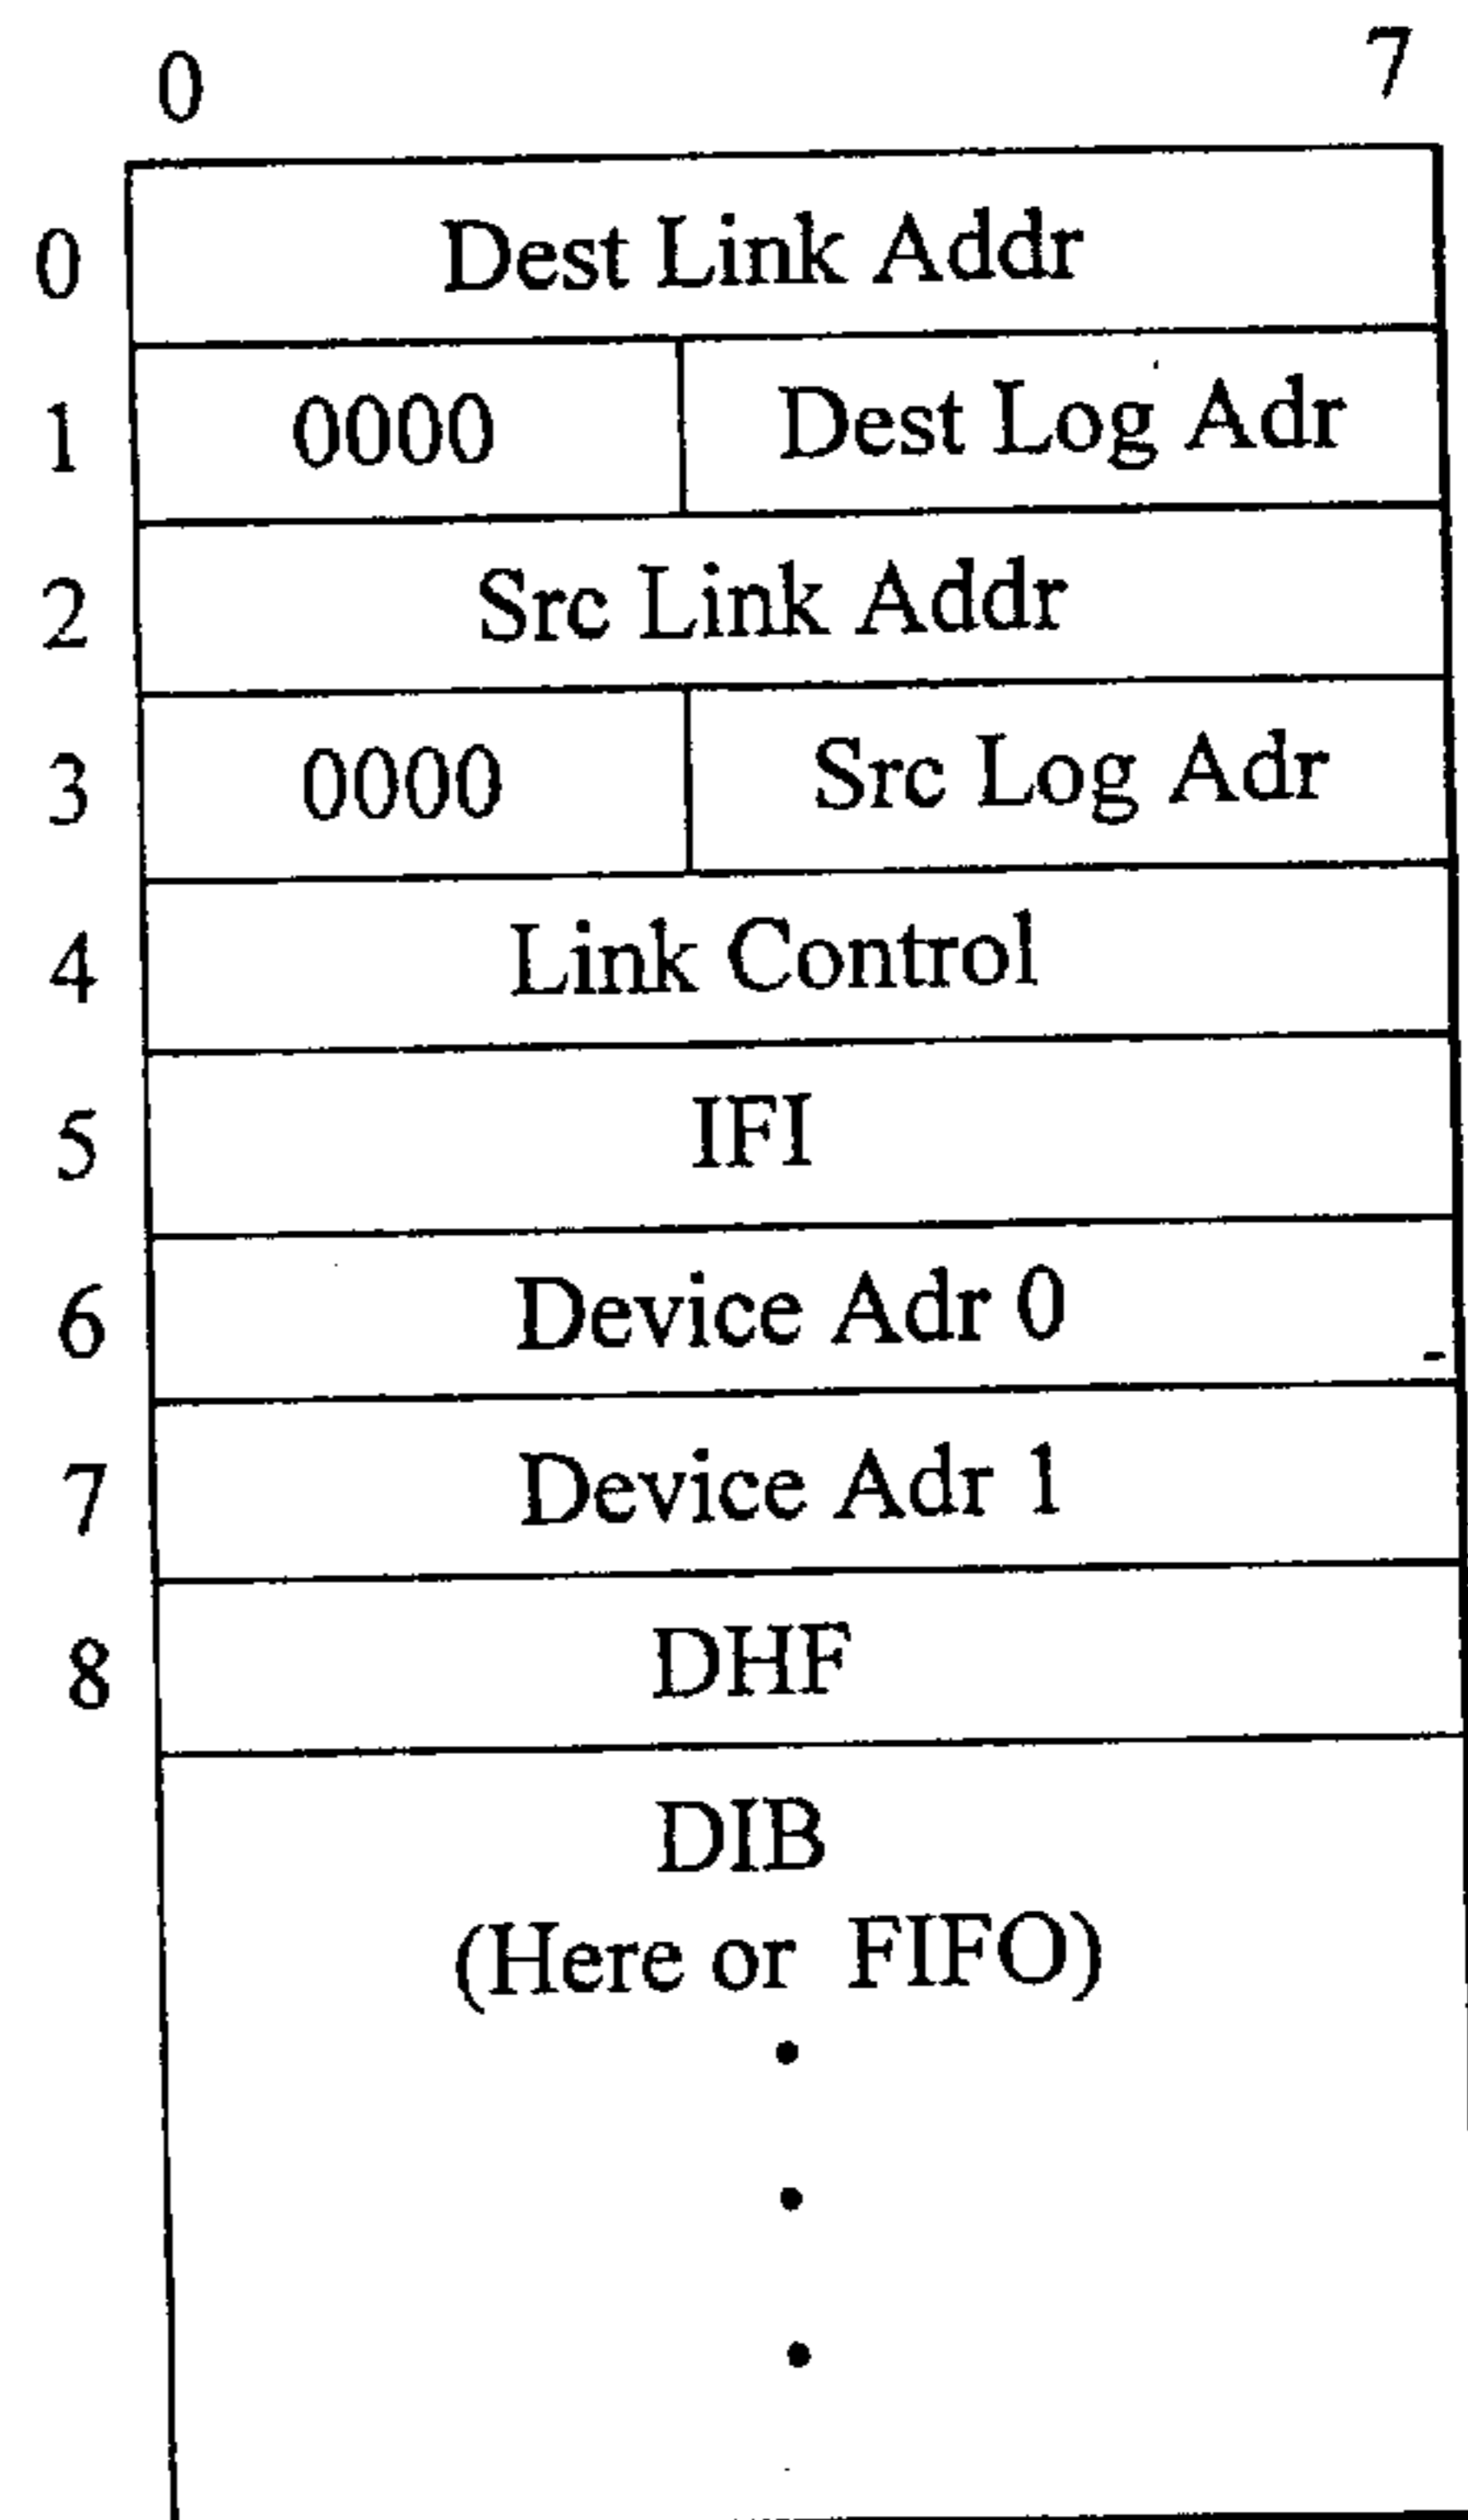 0 7
0 Dest Link Addr
1 0000 Dest Log Adr
2 Src Link Addr
3 0000 Src Log Adr
4 Link Control
5 IFI
6 Device Adr 0
7 Device Adr 1
8 DHF
DIB
(Here or FIFO)